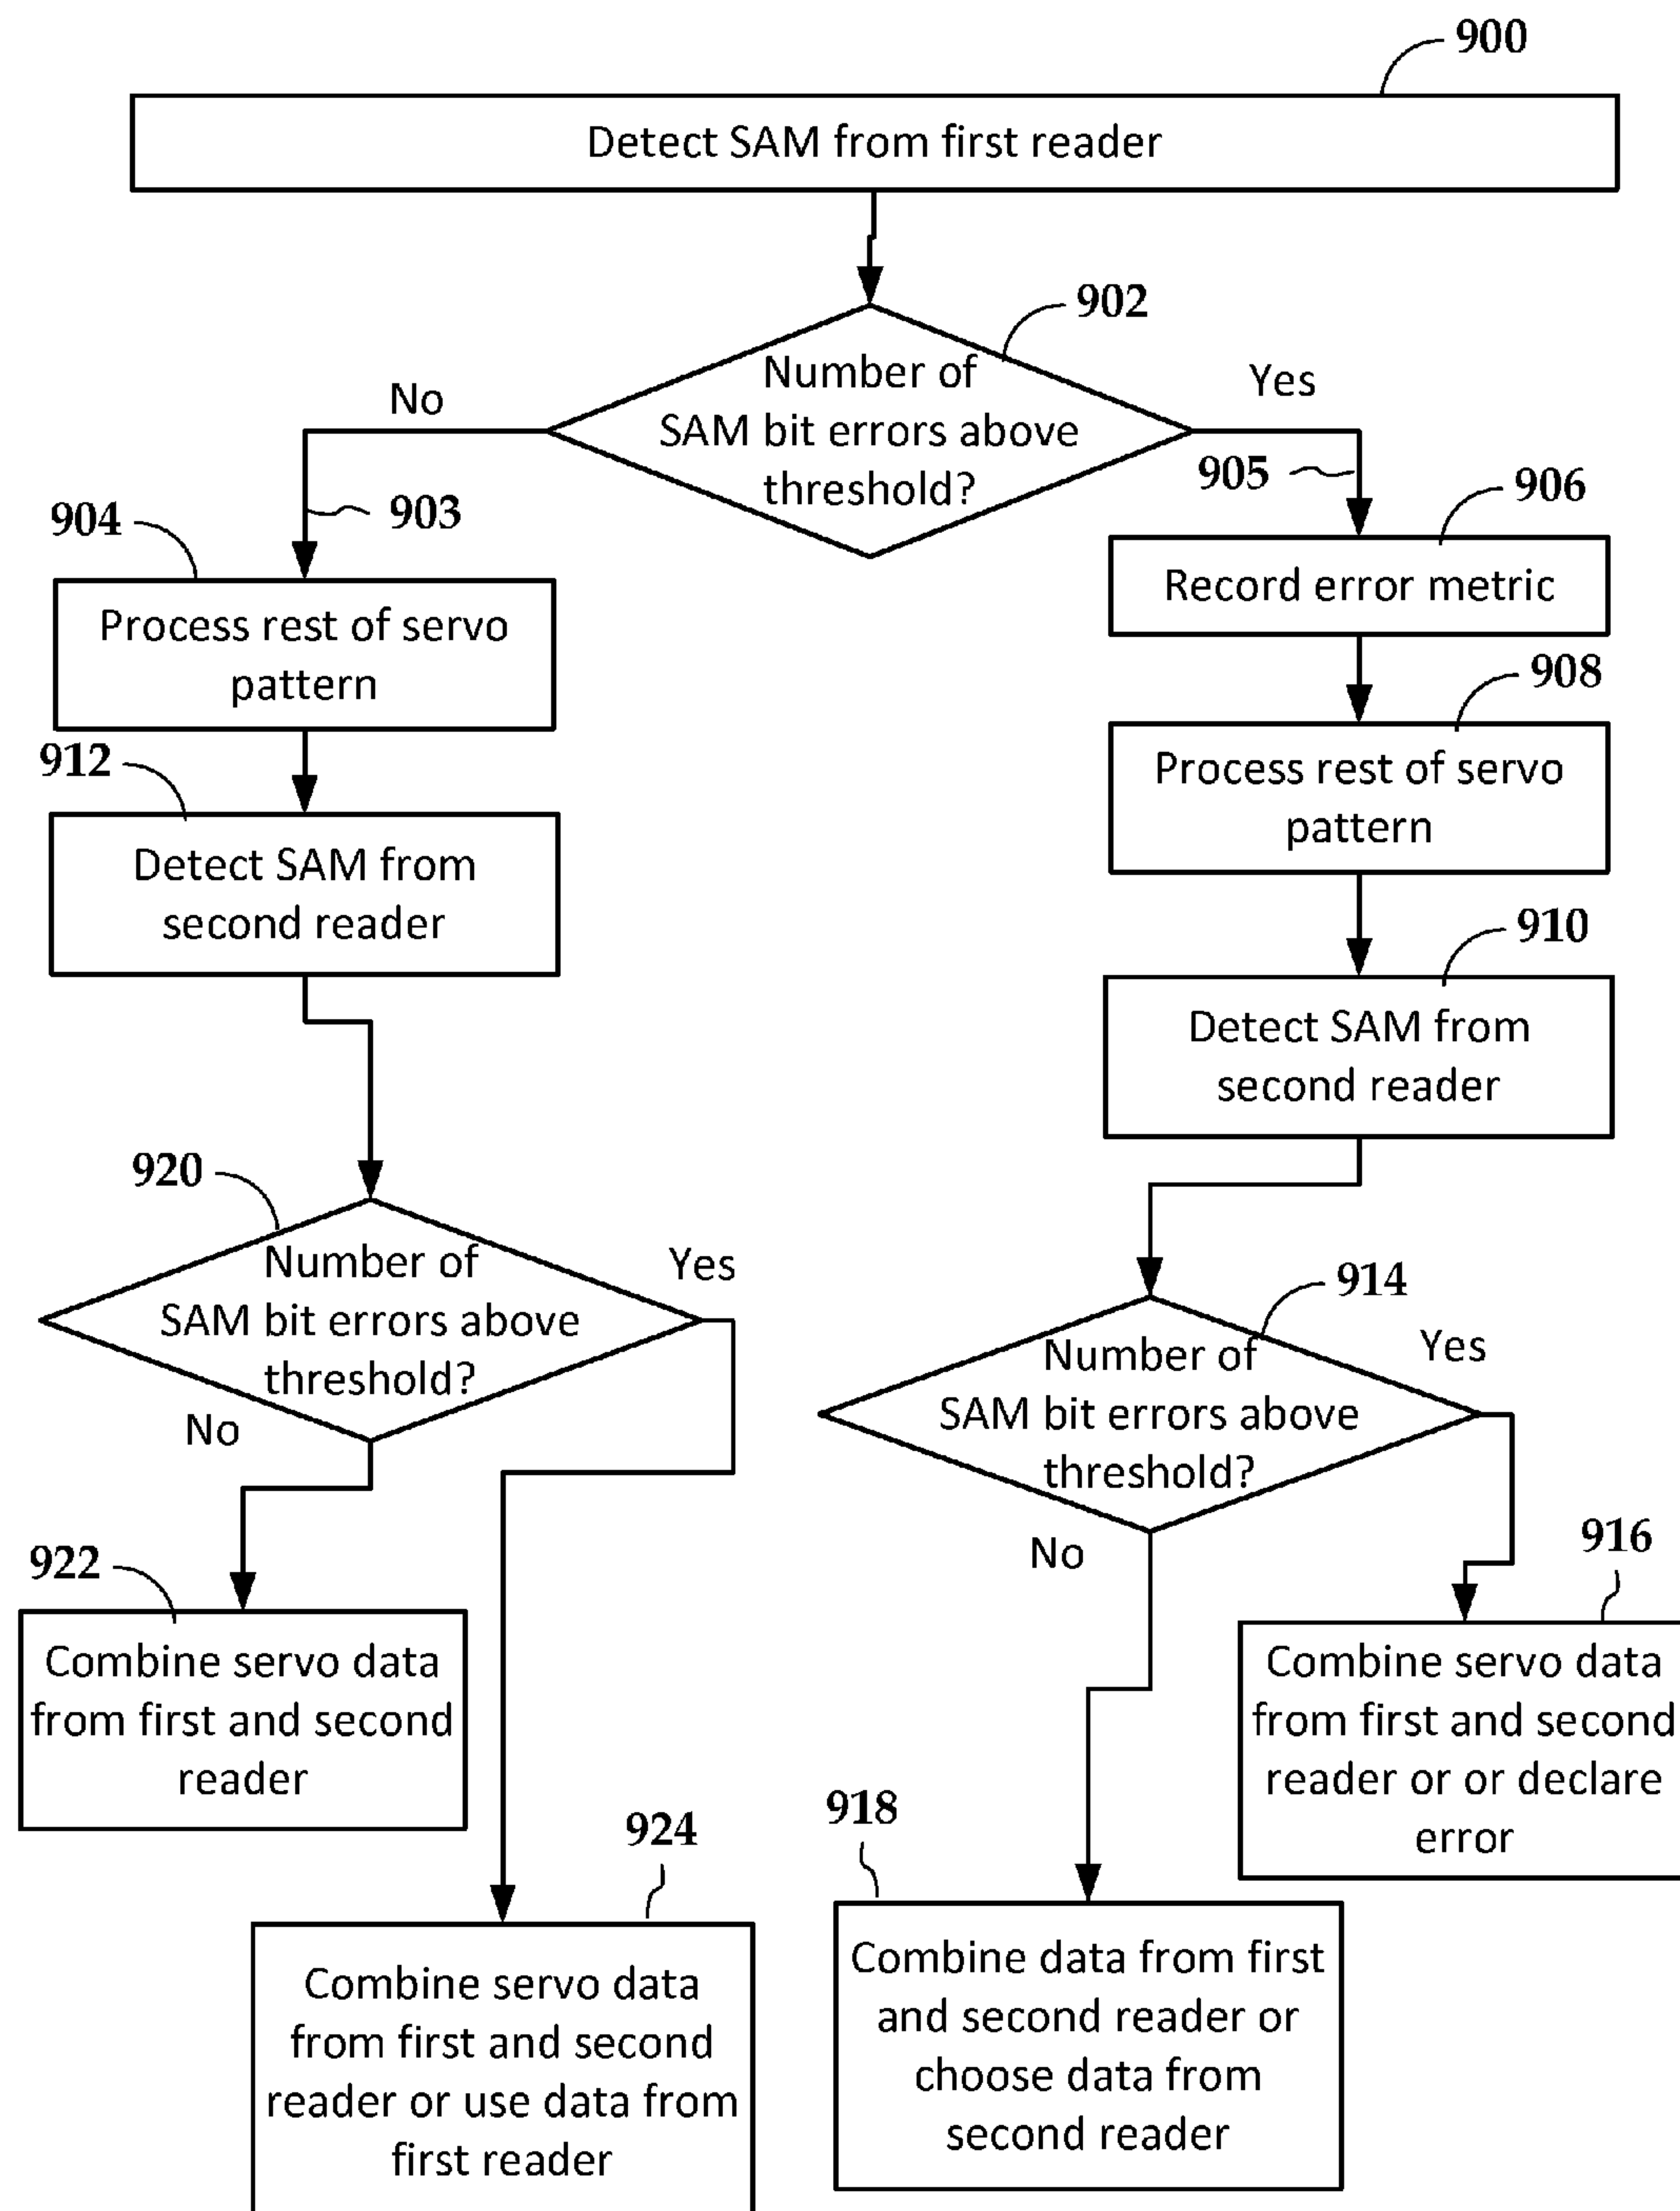 900
Detect SAM from first reader
902
Number of
SAM bit errors above
threshold?
No
Yes
903
905
904
Process rest of servo
pattern
906
Record error metric
908
Process rest of servo
pattern
912
Detect SAM from
second reader
910
Detect SAM from
second reader
920
Number of
SAM bit errors above
threshold?
Yes
No
914
Number of
SAM bit errors above
threshold?
Yes
No
922
Combine servo data
from first and second
reader
916
Combine servo data
from first and second
reader or or declare
error
924
Combine servo data
from first and second
reader or use data from
first reader
918
Combine data from first
and second reader or
choose data from
second reader